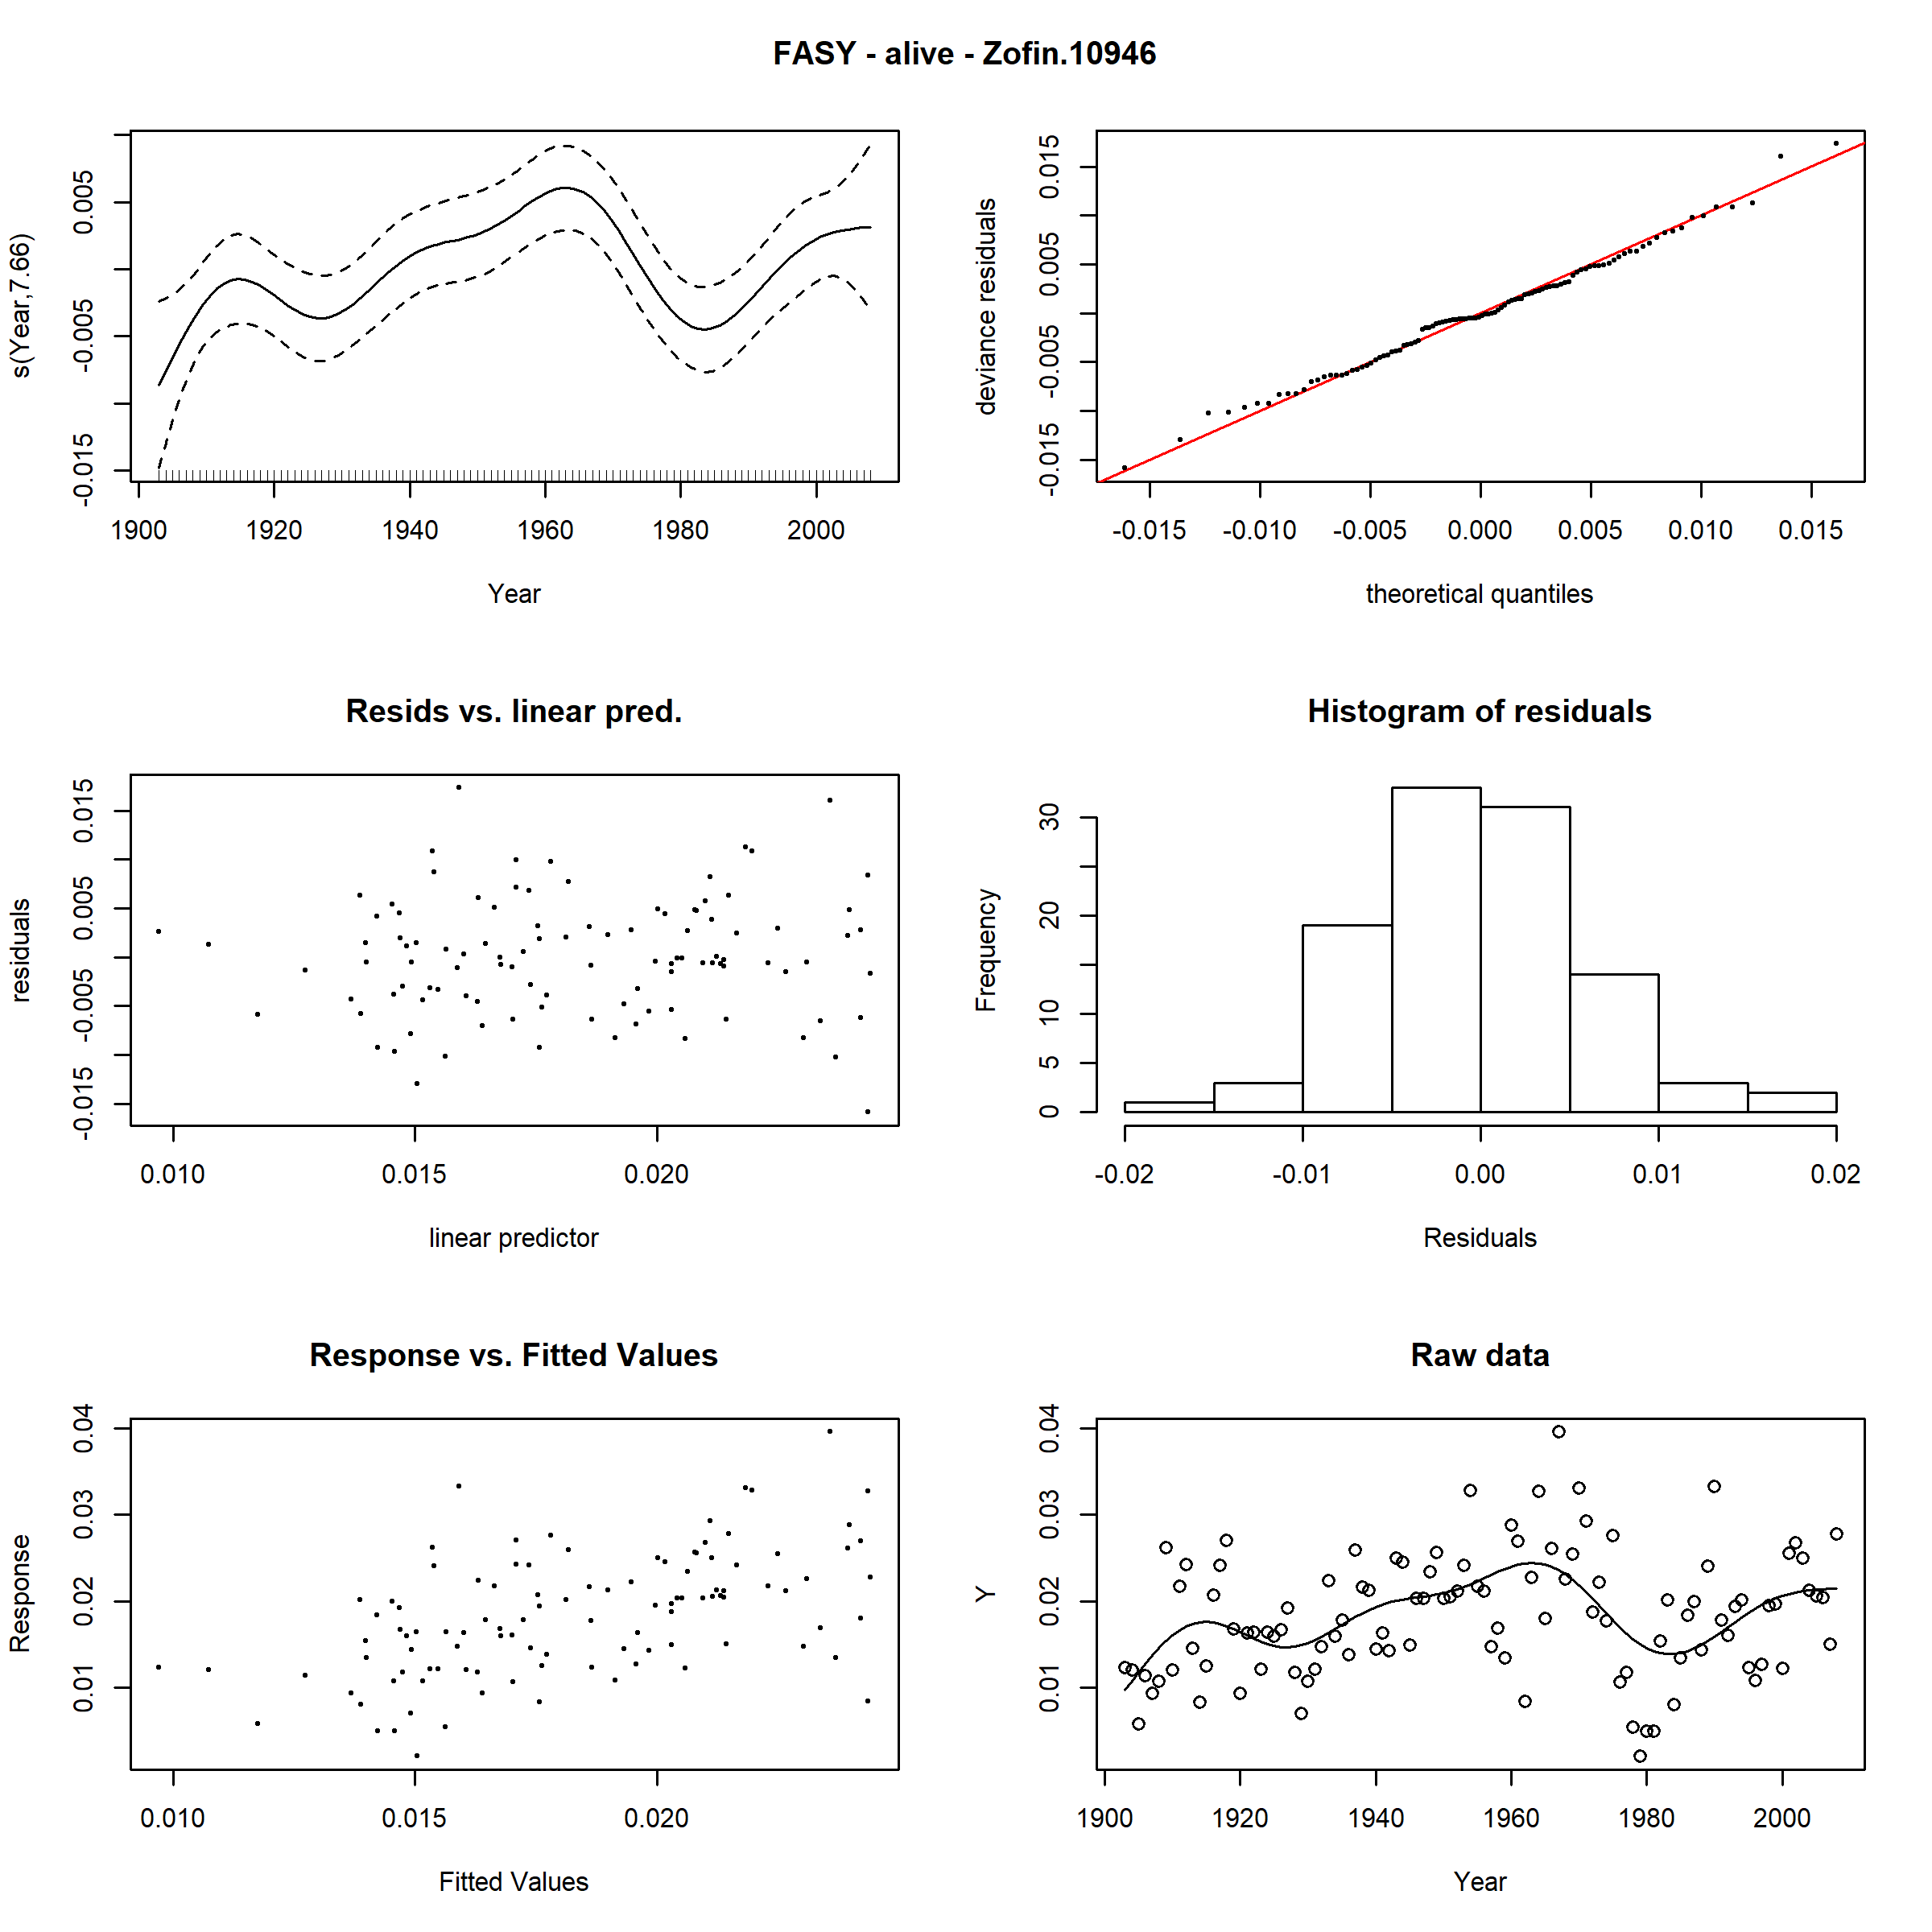 FASY - alive - Zofin.10946
s(Year,7.66)
-0.015 -0.005 0.005
1900 1920 1940 1960 1980 2000
Year
deviance residuals
-0.015 -0.005 0.005 0.015
-0.015 -0.010 -0.005 0.000 0.005 0.010 0.015
theoretical quantiles
Resids vs. linear pred.
residuals
-0.015 -0.005 0.005 0.015
0.010 0.015 0.020
linear predictor
Histogram of residuals
Frequency
0 5 10 20 30
-0.02 -0.01 0.00 0.01 0.02
Residuals
Response vs. Fitted Values
Response
0.01 0.02 0.03 0.04
0.010 0.015 0.020
Fitted Values
Raw data
Y
0.01 0.02 0.03 0.04
1900 1920 1940 1960 1980 2000
Year